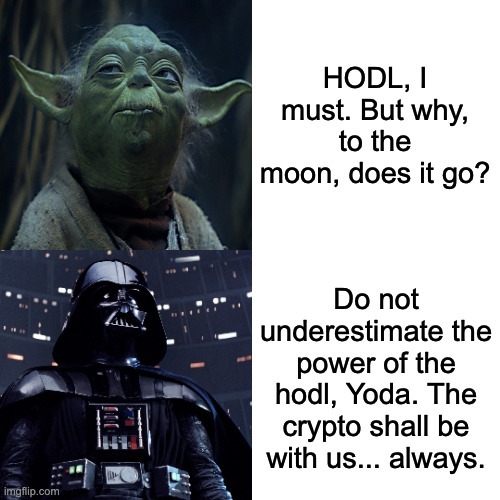 HODL, I
must. But why,
to the
moon, does it go?
Do not
underestimate the
power of the
hodl, Yoda. The
crypto shall be
with us... always.
imgflip.com